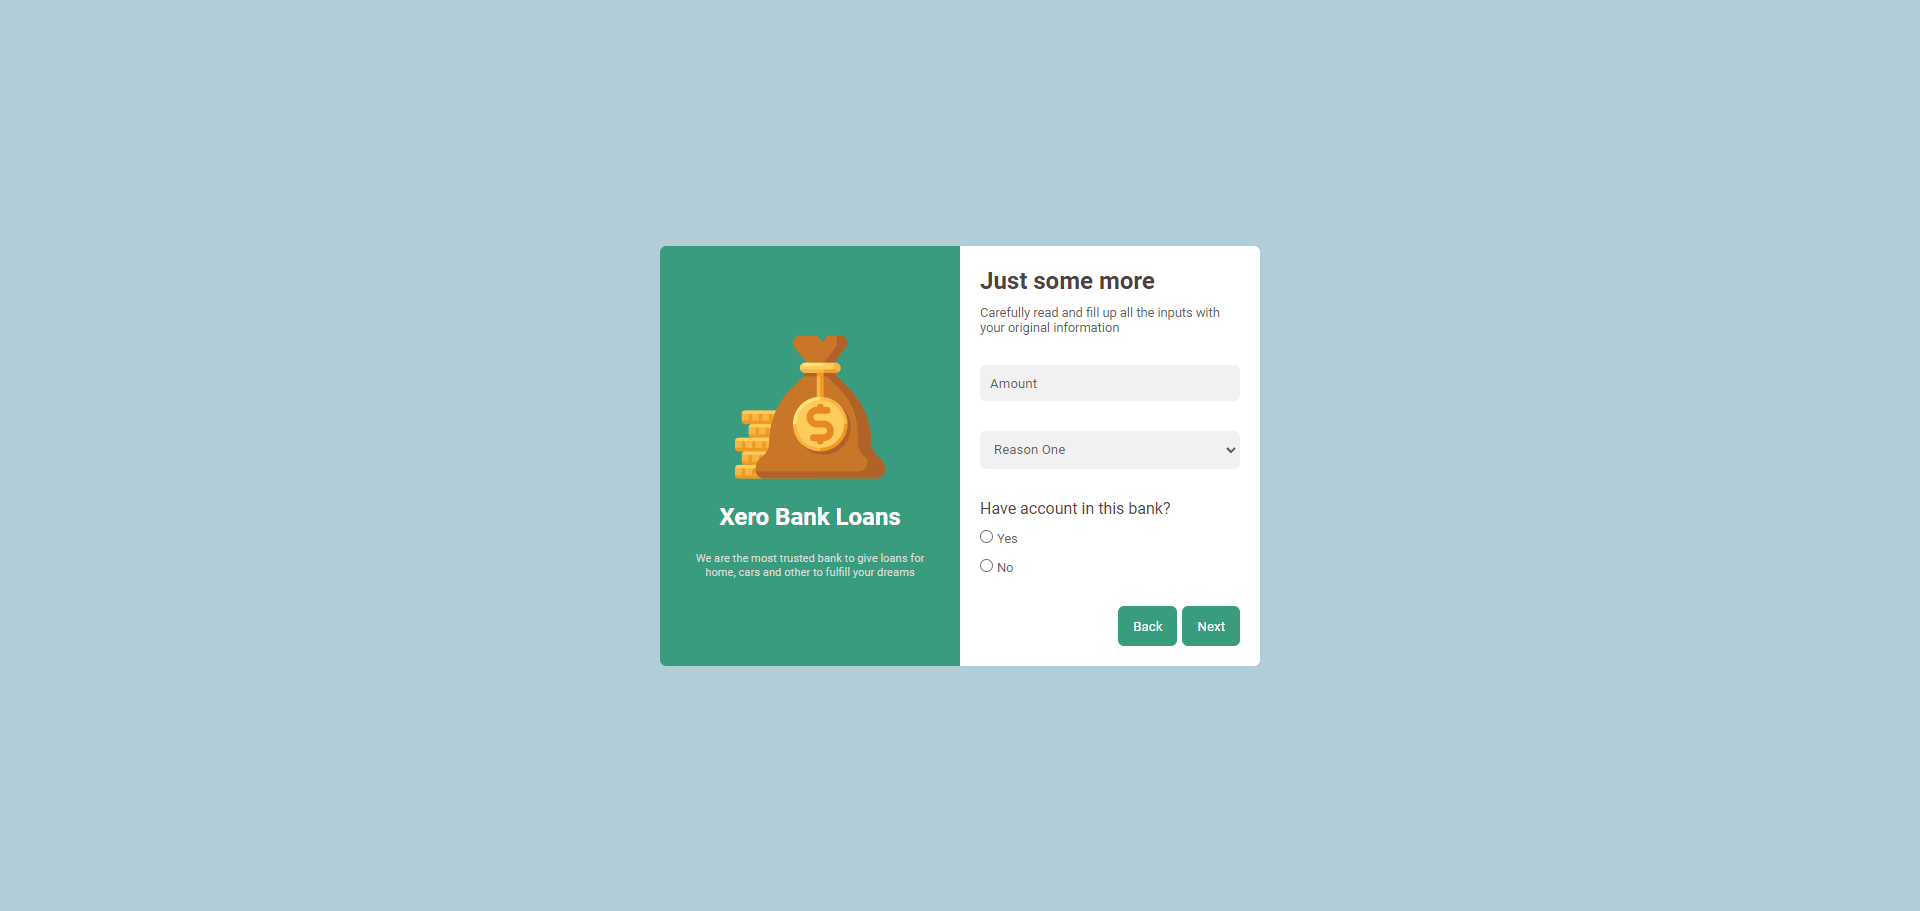 Xero Bank Loans
We are the most trusted bank to give loans for
home, cars and other to fulfill your dreams
Just some more
Carefully read and fill up all the inputs with
your original information
Amount
Reason One
Have account in this bank?
Yes
No
Back Next